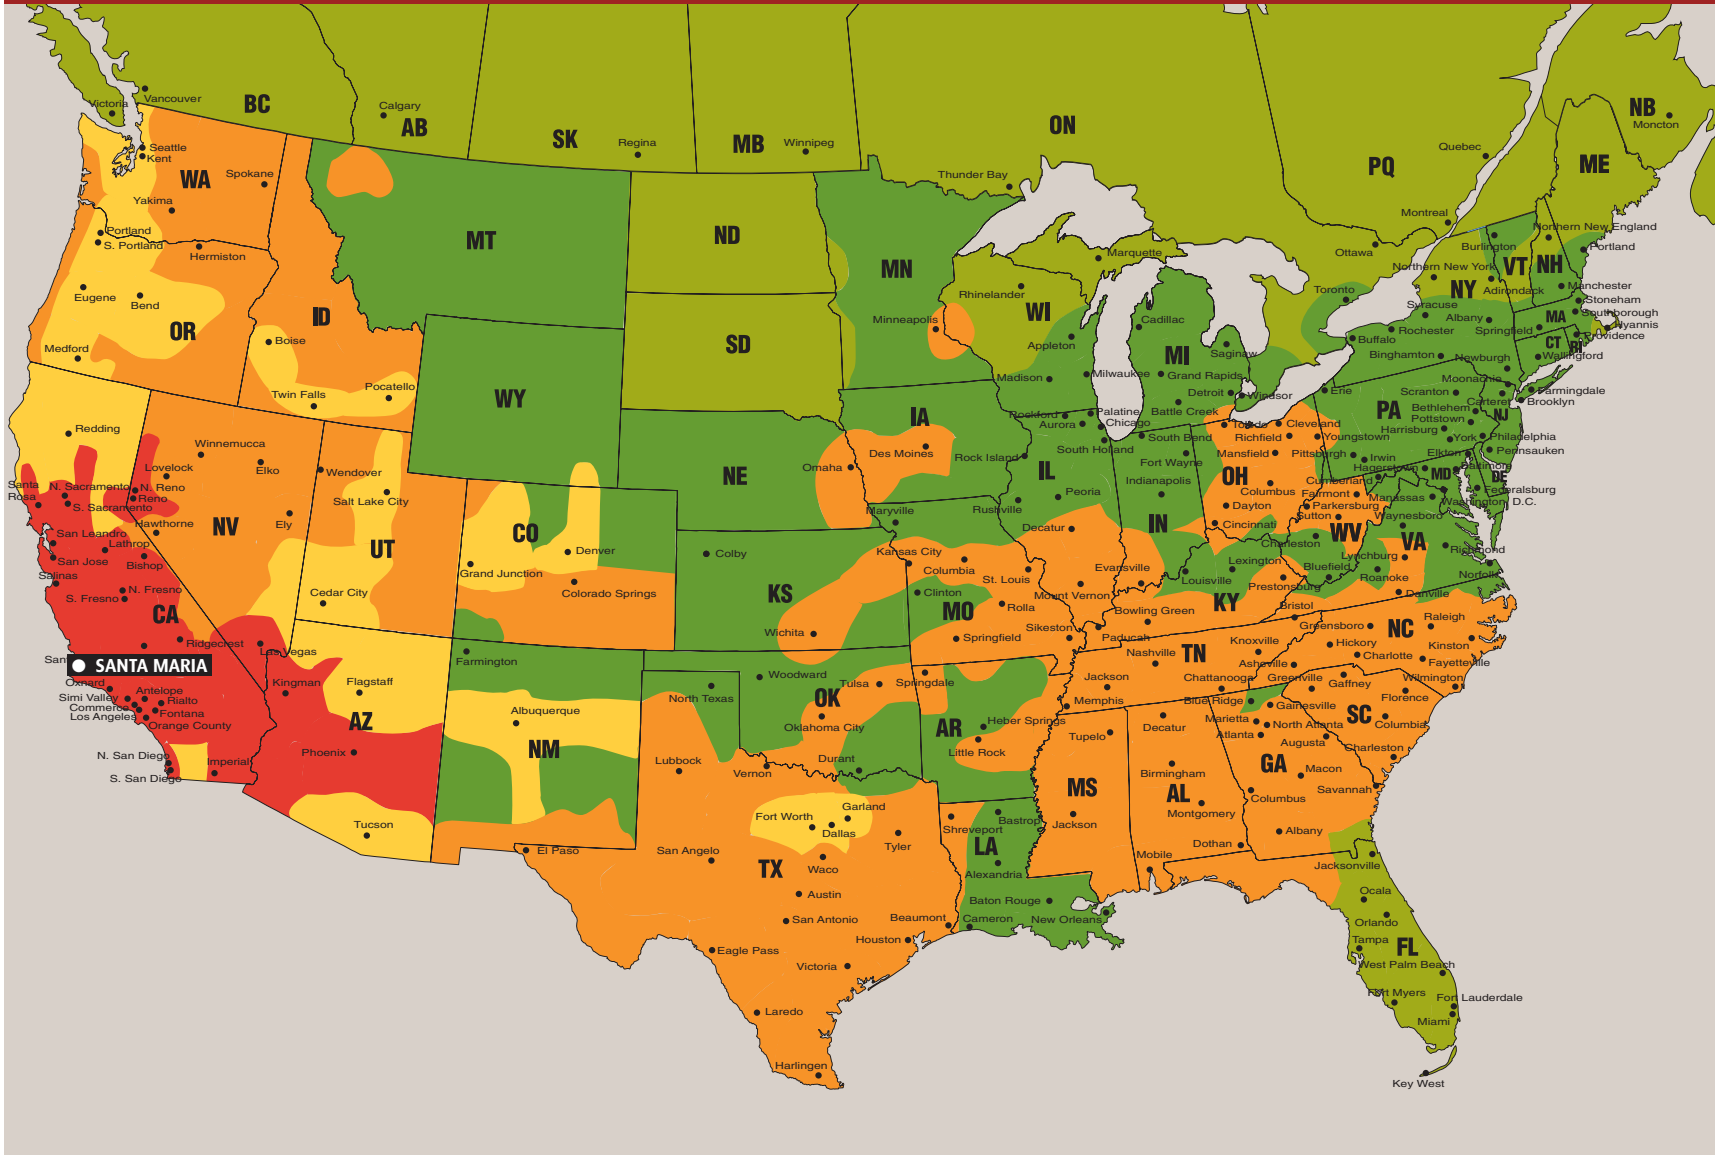 BC
Victoria
Vancouver
AB
Calgary
SK
Regina
MB
Winnipeg
ON
Thunder Bay
Ottawa
Toronto
Windsor
PQ
Quebec
Montreal
NB
Moncton
ME
Northern New England
Portland
WA
Seattle
Kent
Spokane
Yakima
OR
Portland
S. Portland
Hermiston
Eugene
Bend
Medford
ID
Boise
Twin Falls
Pocatello
MT
ND
SD
WY
MN
Minneapolis
WI
Marquette
Rhinelander
Appleton
Madison
Milwaukee
MI
Cadillac
Saginaw
Grand Rapids
Detroit
Battle Creek
NY
Burlington
VT
NH
Northern New York
Adirondack
Manchester
Stoneham
Southborough
Hyannis
Providence
MA
CT
RI
Syracuse
Albany
Springfield
Rochester
Buffalo
Binghamton
Newburgh
Wallingford
Moonachie
Farmingdale
Brooklyn
Carteret
NJ
Erie
PA
Scranton
Bethlehem
Pottstown
Harrisburg
York
Philadelphia
Pennsauken
Elkton
Pittsburgh
Irwin
Hagerstown
MD
Baltimore
DE
Federalsburg
Washington, D.C.
Cumberland
Manassas
Redding
Santa
Rosa
N. Sacramento
S. Sacramento
Lovelock
N. Reno
Reno
Hawthorne
San Leandro
Lathrop
San Jose
Bishop
Salinas
N. Fresno
S. Fresno
CA
Ridgecrest
San
SANTA MARIA
Oxnard
Simi Valley
Antelope
Commerce
Rialto
Fontana
Los Angeles
Orange County
N. San Diego
S. San Diego
Imperial
NV
Winnemucca
Elko
Ely
Las Vegas
UT
Wendover
Salt Lake City
Cedar City
CO
Denver
Grand Junction
Colorado Springs
AZ
Kingman
Flagstaff
Phoenix
Tucson
NM
Farmington
Albuquerque
NE
Omaha
IA
Des Moines
KS
Colby
Wichita
MO
Maryville
Kansas City
Columbia
St. Louis
Clinton
Rolla
Springfield
Sikeston
IL
Rockford
Palatine
Aurora
Chicago
South Holland
Rock Island
Peoria
Rushville
Decatur
Mount Vernon
IN
South Bend
Fort Wayne
Indianapolis
Evansville
OH
Toledo
Cleveland
Richfield
Youngstown
Mansfield
Columbus
Dayton
Cincinnati
WV
Fairmont
Parkersburg
Sutton
Charleston
Bluefield
VA
Waynesboro
Richmond
Lynchburg
Roanoke
Norfolk
Danville
KY
Lexington
Louisville
Prestonsburg
Bowling Green
Paducah
Bristol
TN
Nashville
Knoxville
Jackson
Memphis
Chattanooga
NC
Greensboro
Raleigh
Hickory
Kinston
Charlotte
Fayetteville
Asheville
Wilmington
SC
Greenville
Gaffney
Florence
Columbia
Charleston
GA
Blue Ridge
Gainesville
Marietta
North Atlanta
Atlanta
Augusta
Macon
Columbus
Savannah
Albany
AL
Decatur
Birmingham
Montgomery
Dothan
Mobile
MS
Tupelo
Jackson
AR
Springdale
Heber Springs
Little Rock
OK
Woodward
Tulsa
Oklahoma City
Durant
TX
North Texas
Lubbock
Vernon
Garland
Fort Worth
Dallas
Tyler
San Angelo
El Paso
Waco
Austin
San Antonio
Beaumont
Houston
Eagle Pass
Victoria
Laredo
Harlingen
LA
Shreveport
Bastrop
Alexandria
Baton Rouge
Cameron
New Orleans
FL
Jacksonville
Ocala
Orlando
Tampa
West Palm Beach
Fort Myers
Fort Lauderdale
Miami
Key West